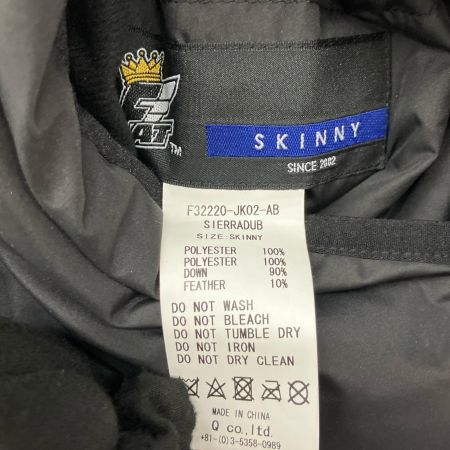 FAT™
SKINNY
SINCE 2002
F32220-JK02-AB
SIERRADUB
SIZE:SKINNY
POLYESTER 100%
POLYESTER 100%
DOWN 90%
FEATHER 10%
DO NOT WASH
DO NOT BLEACH
DO NOT TUMBLE DRY
DO NOT IRON
DO NOT DRY CLEAN
MADE IN CHINA
Q co.,ltd.
+81-(0)3-5358-0989